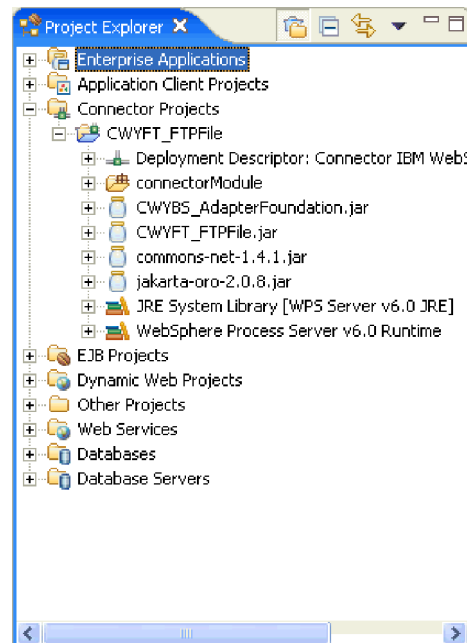 Project Explorer
Enterprise Applications
Application Client Projects
Connector Projects
CWYFT_FTPFile
Deployment Descriptor: Connector IBM WebS
connectorModule
CWYBS_AdapterFoundation.jar
CWYFT_FTPFile.jar
commons-net-1.4.1.jar
jakarta-oro-2.0.8.jar
JRE System Library [WPS Server v6.0 JRE]
WebSphere Process Server v6.0 Runtime
EJB Projects
Dynamic Web Projects
Other Projects
Web Services
Databases
Database Servers